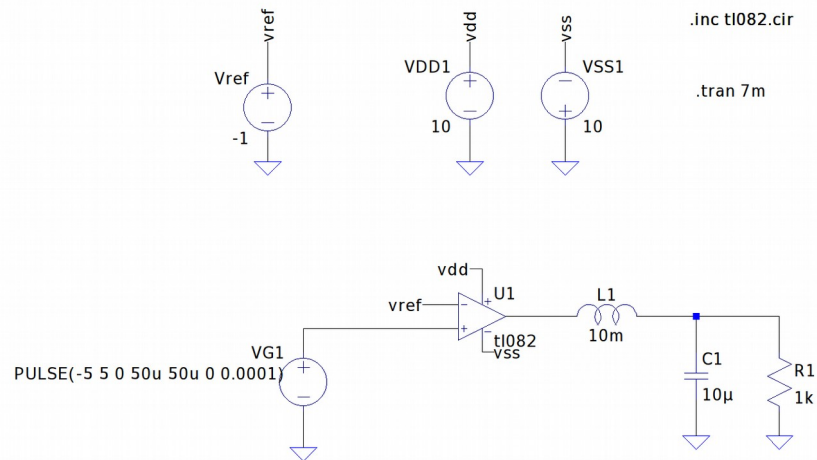 vref
vdd
vss
.inc tl082.cir
Vref
VDD1
VSS1
.tran 7m
-1
10
10
vdd
U1
L1
vref
tl082
10m
vss
VG1
PULSE(-5 5 0 50u 50u 0 0.0001)
C1
R1
10µ
1k